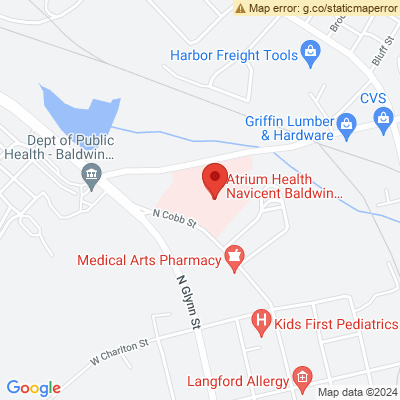 Map error: g.co/staticmaperror
Harbor Freight Tools
Bluff St
CVS
Griffin Lumber
& Hardware
Dept of Public
Health - Baldwin...
Atrium Health
Navicent Baldwin...
N Cobb St
Medical Arts Pharmacy
N Glynn St
Kids First Pediatrics
W Charlton St
Langford Allergy
Google
Map data ©2024